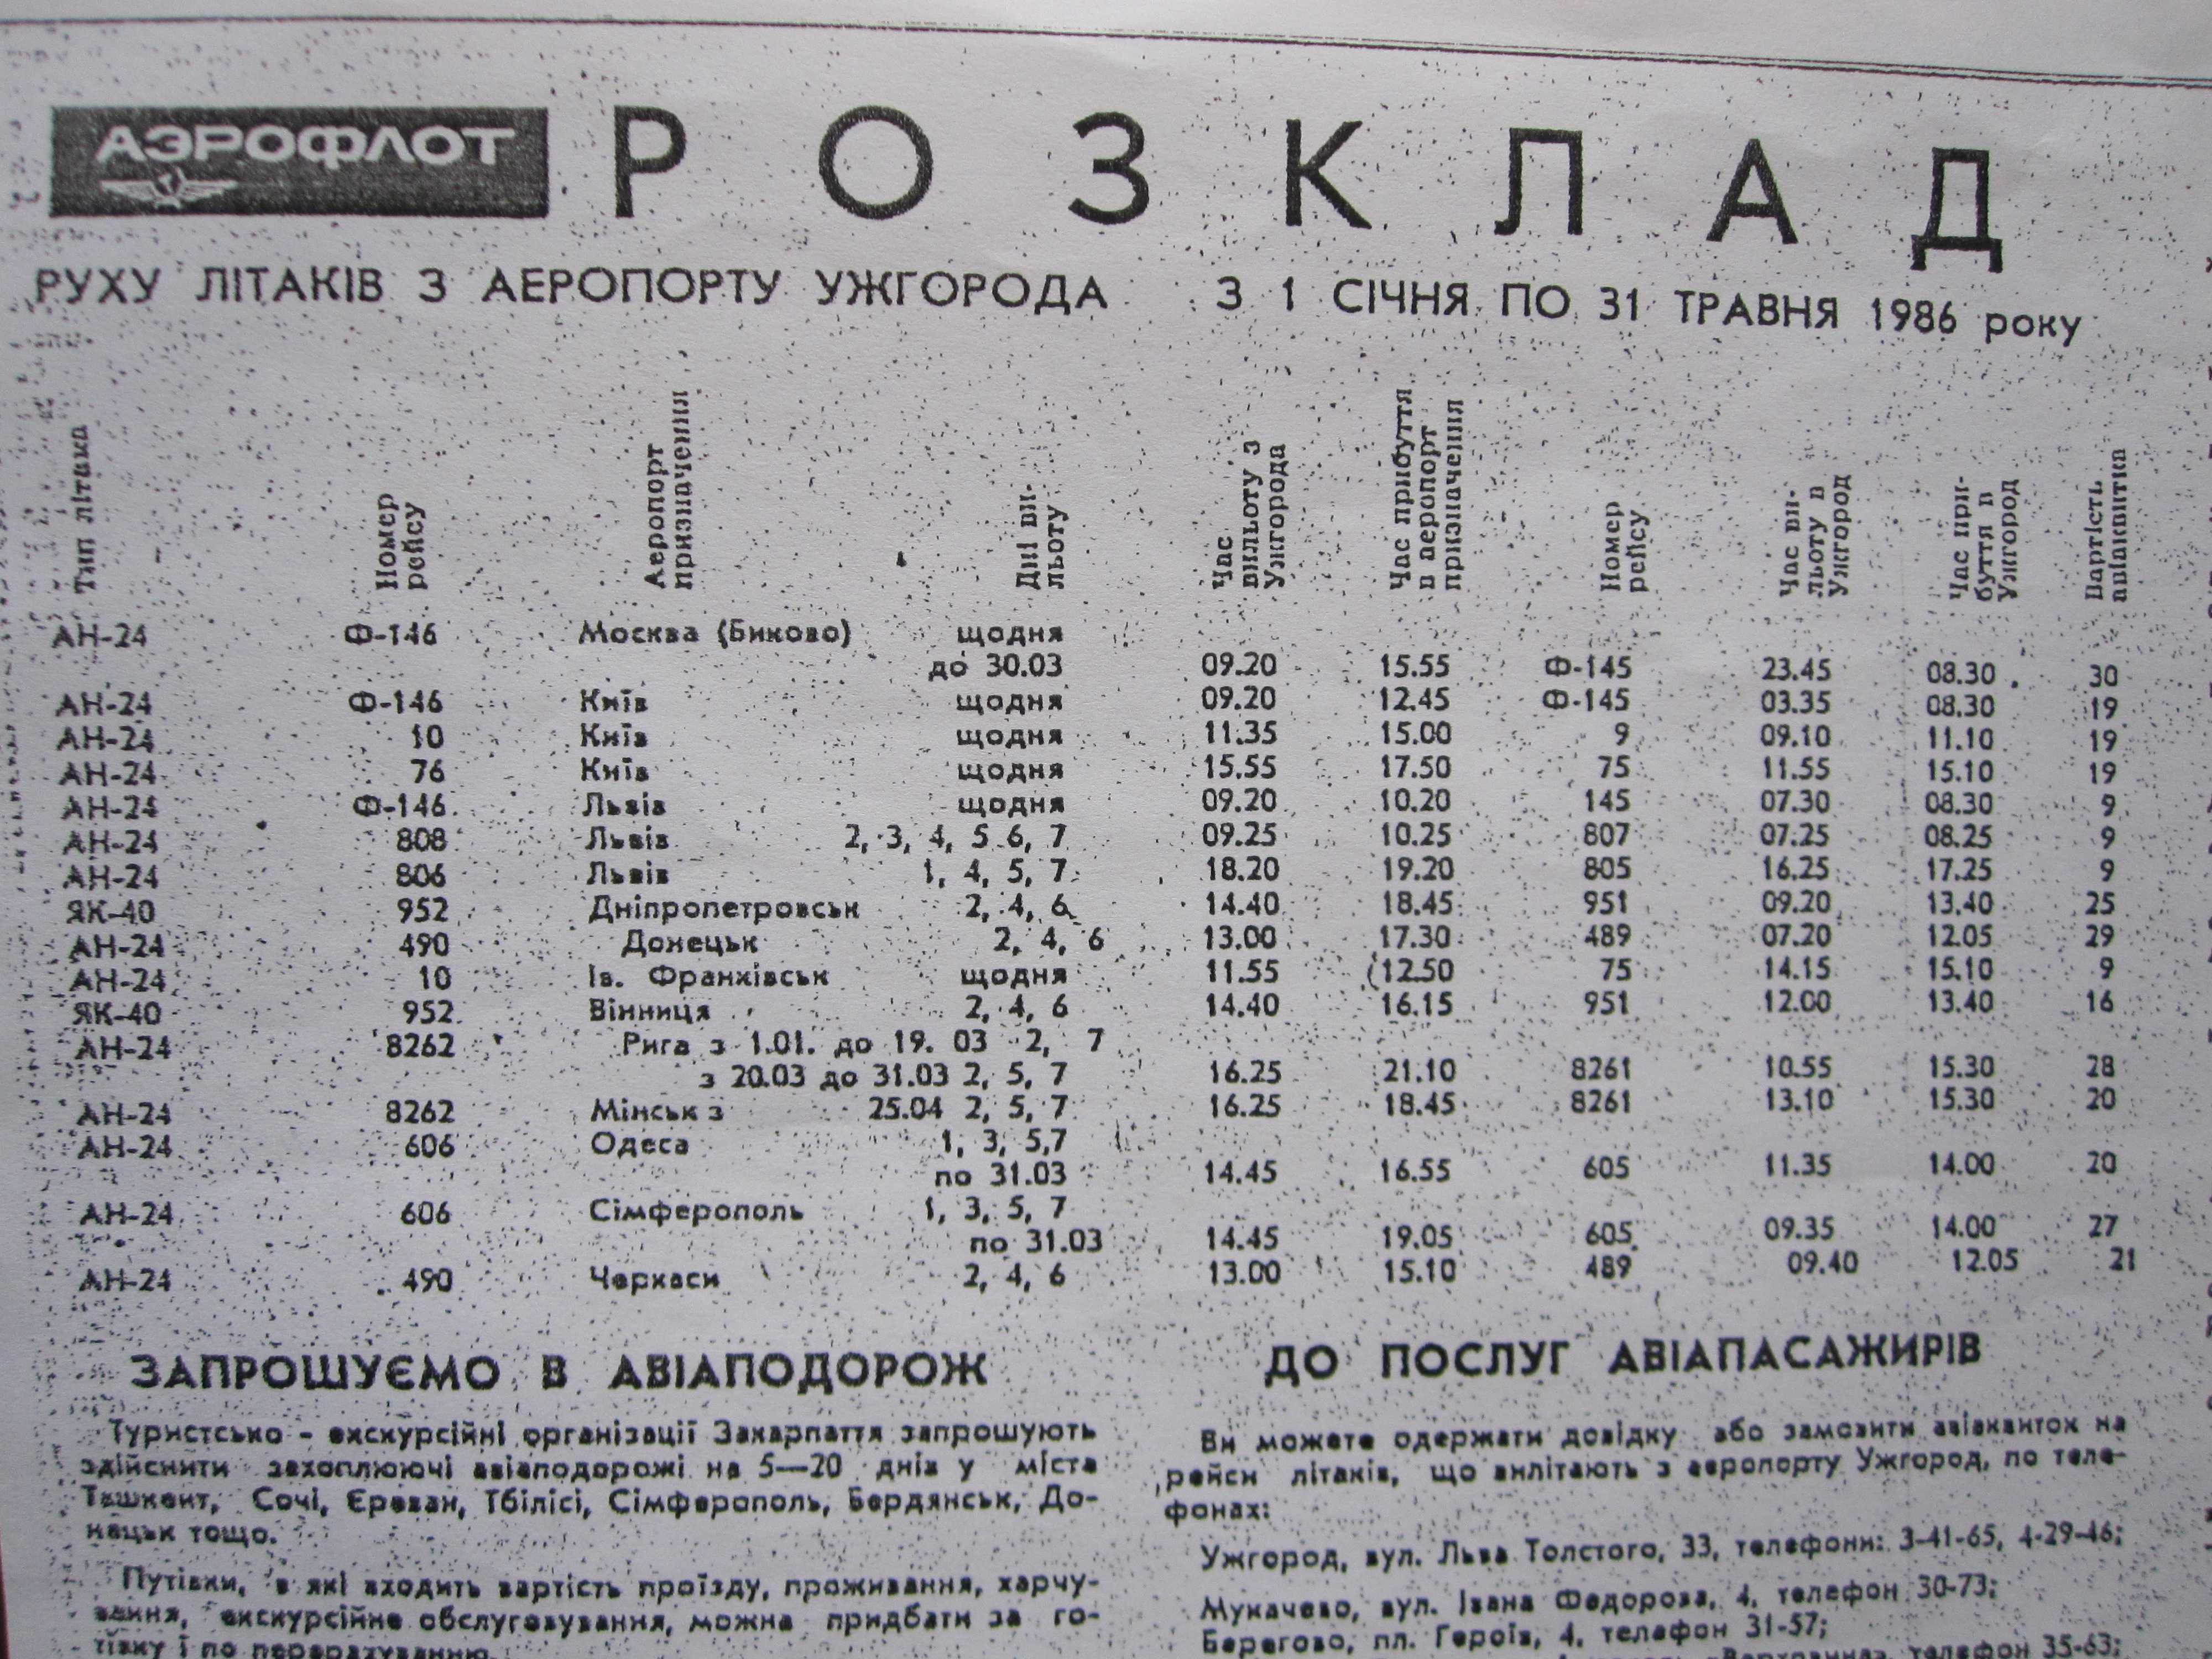 АЭРОФЛОТ
РОЗКЛАД
РУХУ ЛІТАКІВ З АЕРОПОРТУ УЖГОРОДА З 1 СІЧНЯ ПО 31 ТРАВНЯ 1986 року
Тип літака
Номер рейсу
Аеропорт призначення
Дні ви-
льоту
Час вильоту з Ужгорода
Час прибуття в аеропорт призначення
Номер рейсу
Час ви-
льоту в Ужгород
Час при-
буття в Ужгород
Вартість авіаквитка
АН-24 Ф-146 Москва (Биково) щодня
до 30.03 09.20 15.55 Ф-145 23.45 08.30 30
АН-24 Ф-146 Київ щодня 09.20 12.45 Ф-145 03.35 08.30 19
АН-24 10 Київ щодня 11.35 15.00 9 09.10 11.10 19
АН-24 76 Київ щодня 15.55 17.50 75 11.55 15.10 19
АН-24 Ф-146 Львів щодня 09.20 10.20 145 07.30 08.30 9
АН-24 808 Львів 2, 3, 4, 5 6, 7 09.25 10.25 807 07.25 08.25 9
АН-24 806 Львів 1, 4, 5, 7 18.20 19.20 805 16.25 17.25 9
ЯК-40 952 Дніпропетровськ 2, 4, 6 14.40 18.45 951 09.20 13.40 25
АН-24 490 Донецьк 2, 4, 6 13.00 17.30 489 07.20 12.05 29
АН-24 10 Ів. Франківськ щодня 11.55 (12.50 75 14.15 15.10 9
ЯК-40 952 Вінниця 2, 4, 6 14.40 16.15 951 12.00 13.40 16
АН-24 8262 Рига з 1.01. до 19. 03 2, 7
з 20.03 до 31.03 2, 5, 7 16.25 21.10 8261 10.55 15.30 28
АН-24 8262 Мінськ з 25.04 2, 5, 7 16.25 18.45 8261 13.10 15.30 20
АН-24 606 Одеса 1, 3, 5,7
по 31.03 14.45 16.55 605 11.35 14.00 20
АН-24 606 Сімферополь 1, 3, 5, 7
по 31.03 14.45 19.05 605 09.35 14.00 27
АН-24 490 Черкаси 2, 4, 6 13.00 15.10 489 09.40 12.05 21
ЗАПРОШУЄМО В АВІАПОДОРОЖ
Туристсько - екскурсійні організації Закарпаття запрошують
здійснити захоплюючі авіаподорожі на 5—20 днів у міста
Ташкент, Сочі, Єреван, Тбілісі, Сімферополь, Бердянськ, До-
нецьк тощо.
Путівки, в які входить вартість проїзду, проживання, харчу-
вання, екскурсійне обслуговування, можна придбати за го-
тівку і по перерахуванню.
ДО ПОСЛУГ АВІАПАСАЖИРІВ
Ви можете одержати довідку або замовити авіаквиток на
рейси літаків, що вилітають з аеропорту Ужгород, по теле-
фонах:
Ужгород, вул. Льва Толстого, 33, телефони: 3-41-65, 4-29-46;
Мукачево, вул. Івана Федорова, 4, телефон 30-73;
Берегово, пл. Героїв, 4, телефон 31-57;
телефон 35-63;